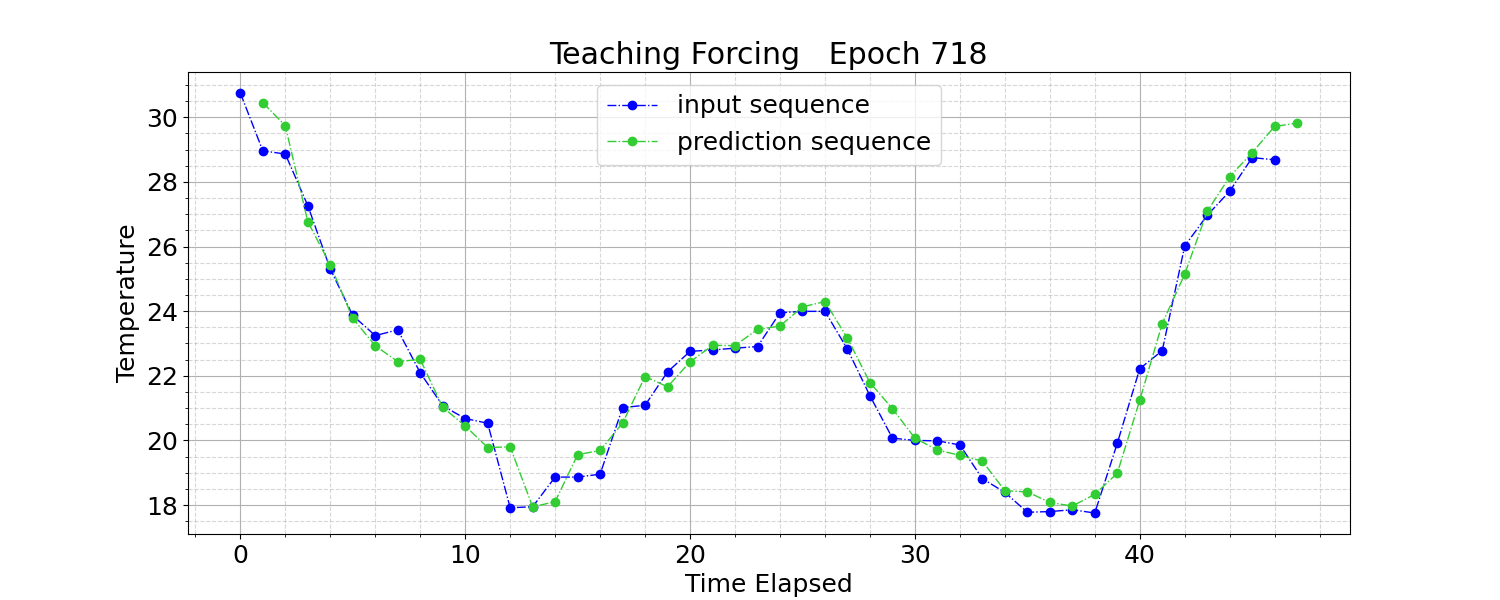 Teaching Forcing   Epoch 718
input sequence
prediction sequence
Temperature
30
28
26
24
22
20
18
0 10 20 30 40
Time Elapsed